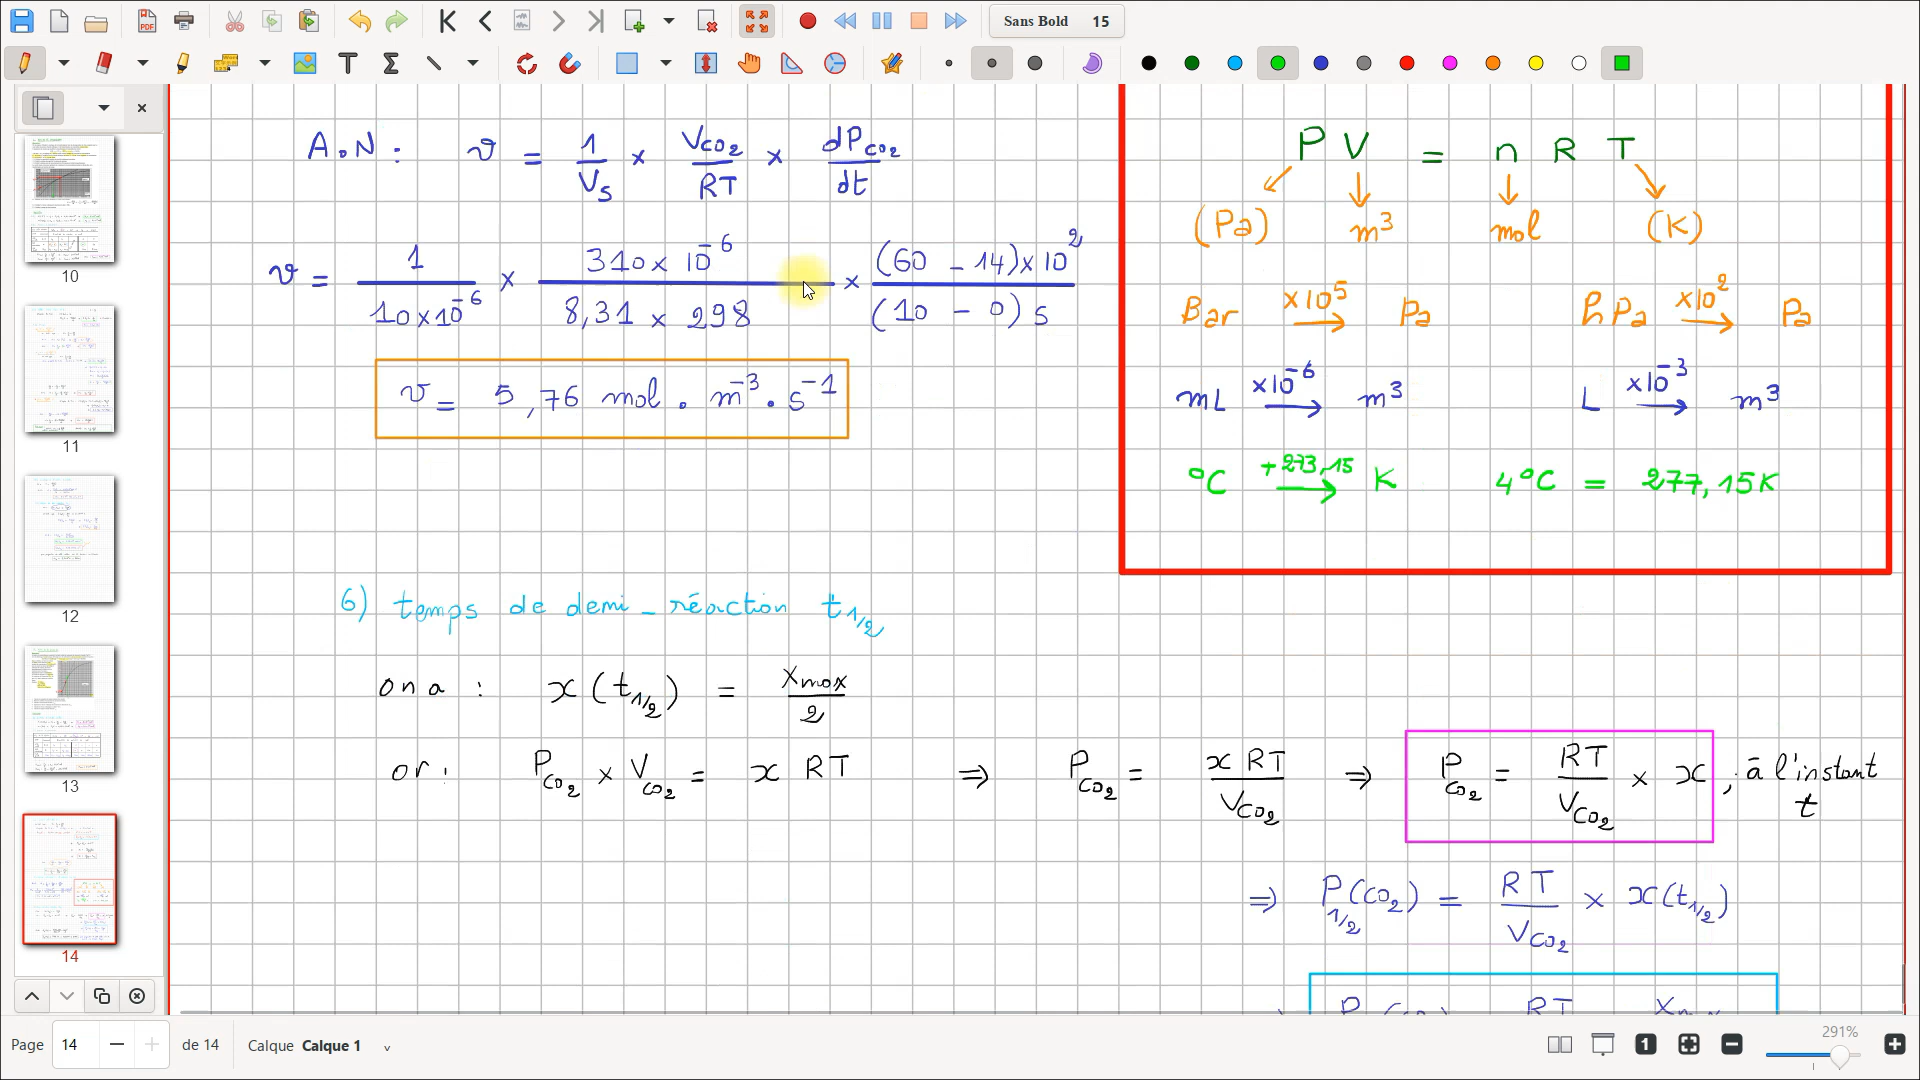 Sans Bold 15
A.N : v = 1/Vs × VCO2/RT × dPCO2/dt
v = 1/10×10^-6 × 310×10^-6/8,31 × 298 × (60 - 14)×10^2/(10 - 0) s
v = 5,76 mol . m^-3 . s^-1
P V = n R T
(Pa) m³ mol (K)
Bar ×10^5 → Pa hPa ×10^2 → Pa
mL ×10^-6 → m³ L ×10^-3 → m³
°C +273,15 → K 4°C = 277,15K
6) temps de demi-réaction t1/2
on a : x(t1/2) = xmax/2
or : PCO2 × VCO2 = x RT ⇒ PCO2 = x RT/VCO2 ⇒ PCO2 = RT/VCO2 × x , à l'instant t
⇒ P1/2(CO2) = RT/VCO2 × x(t1/2)
10
11
12
13
14
Page 14 de 14 Calque Calque 1 291%